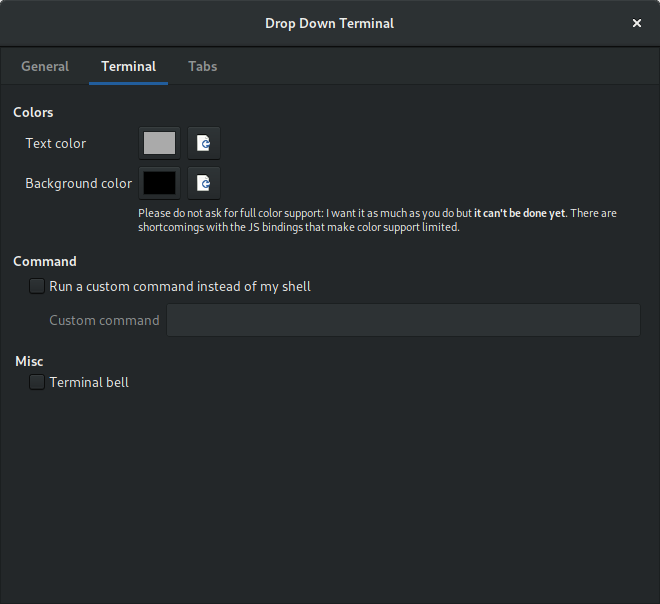 Drop Down Terminal
General Terminal Tabs
Colors
Text color
Background color
Please do not ask for full color support: I want it as much as you do but it can't be done yet. There are
shortcomings with the JS bindings that make color support limited.
Command
Run a custom command instead of my shell
Custom command
Misc
Terminal bell